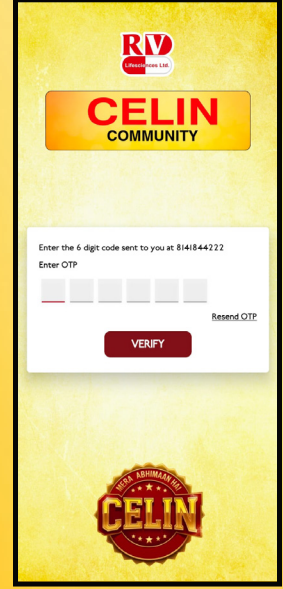 RV
Lifesciences Ltd.
CELIN
COMMUNITY
Enter the 6 digit code sent to you at 8141844222
Enter OTP
Resend OTP
VERIFY
MERA ABHIMAAN HAI
CELIN